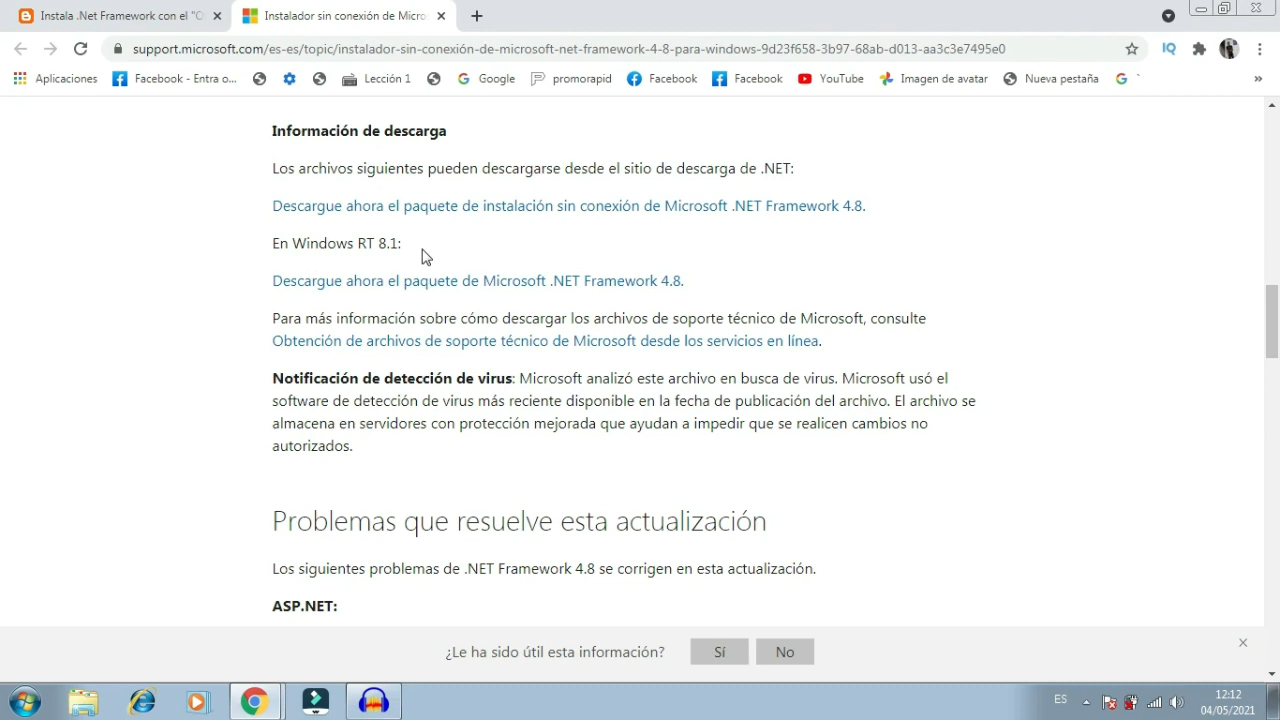 Instala .Net Framework con el "O
Instalador sin conexión de Micro
support.microsoft.com/es-es/topic/instalador-sin-conexión-de-microsoft-net-framework-4-8-para-windows-9d23f658-3b97-68ab-d013-aa3c3e7495e0
IQ
Aplicaciones
Facebook - Entra o...
Lección 1
Google
promorapid
Facebook
Facebook
YouTube
Imagen de avatar
Nueva pestaña
Información de descarga
Los archivos siguientes pueden descargarse desde el sitio de descarga de .NET:
Descargue ahora el paquete de instalación sin conexión de Microsoft .NET Framework 4.8.
En Windows RT 8.1:
Descargue ahora el paquete de Microsoft .NET Framework 4.8.
Para más información sobre cómo descargar los archivos de soporte técnico de Microsoft, consulte
Obtención de archivos de soporte técnico de Microsoft desde los servicios en línea.
Notificación de detección de virus: Microsoft analizó este archivo en busca de virus. Microsoft usó el
software de detección de virus más reciente disponible en la fecha de publicación del archivo. El archivo se
almacena en servidores con protección mejorada que ayudan a impedir que se realicen cambios no
autorizados.
Problemas que resuelve esta actualización
Los siguientes problemas de .NET Framework 4.8 se corrigen en esta actualización.
ASP.NET:
¿Le ha sido útil esta información?
Sí
No
ES
12:12
04/05/2021